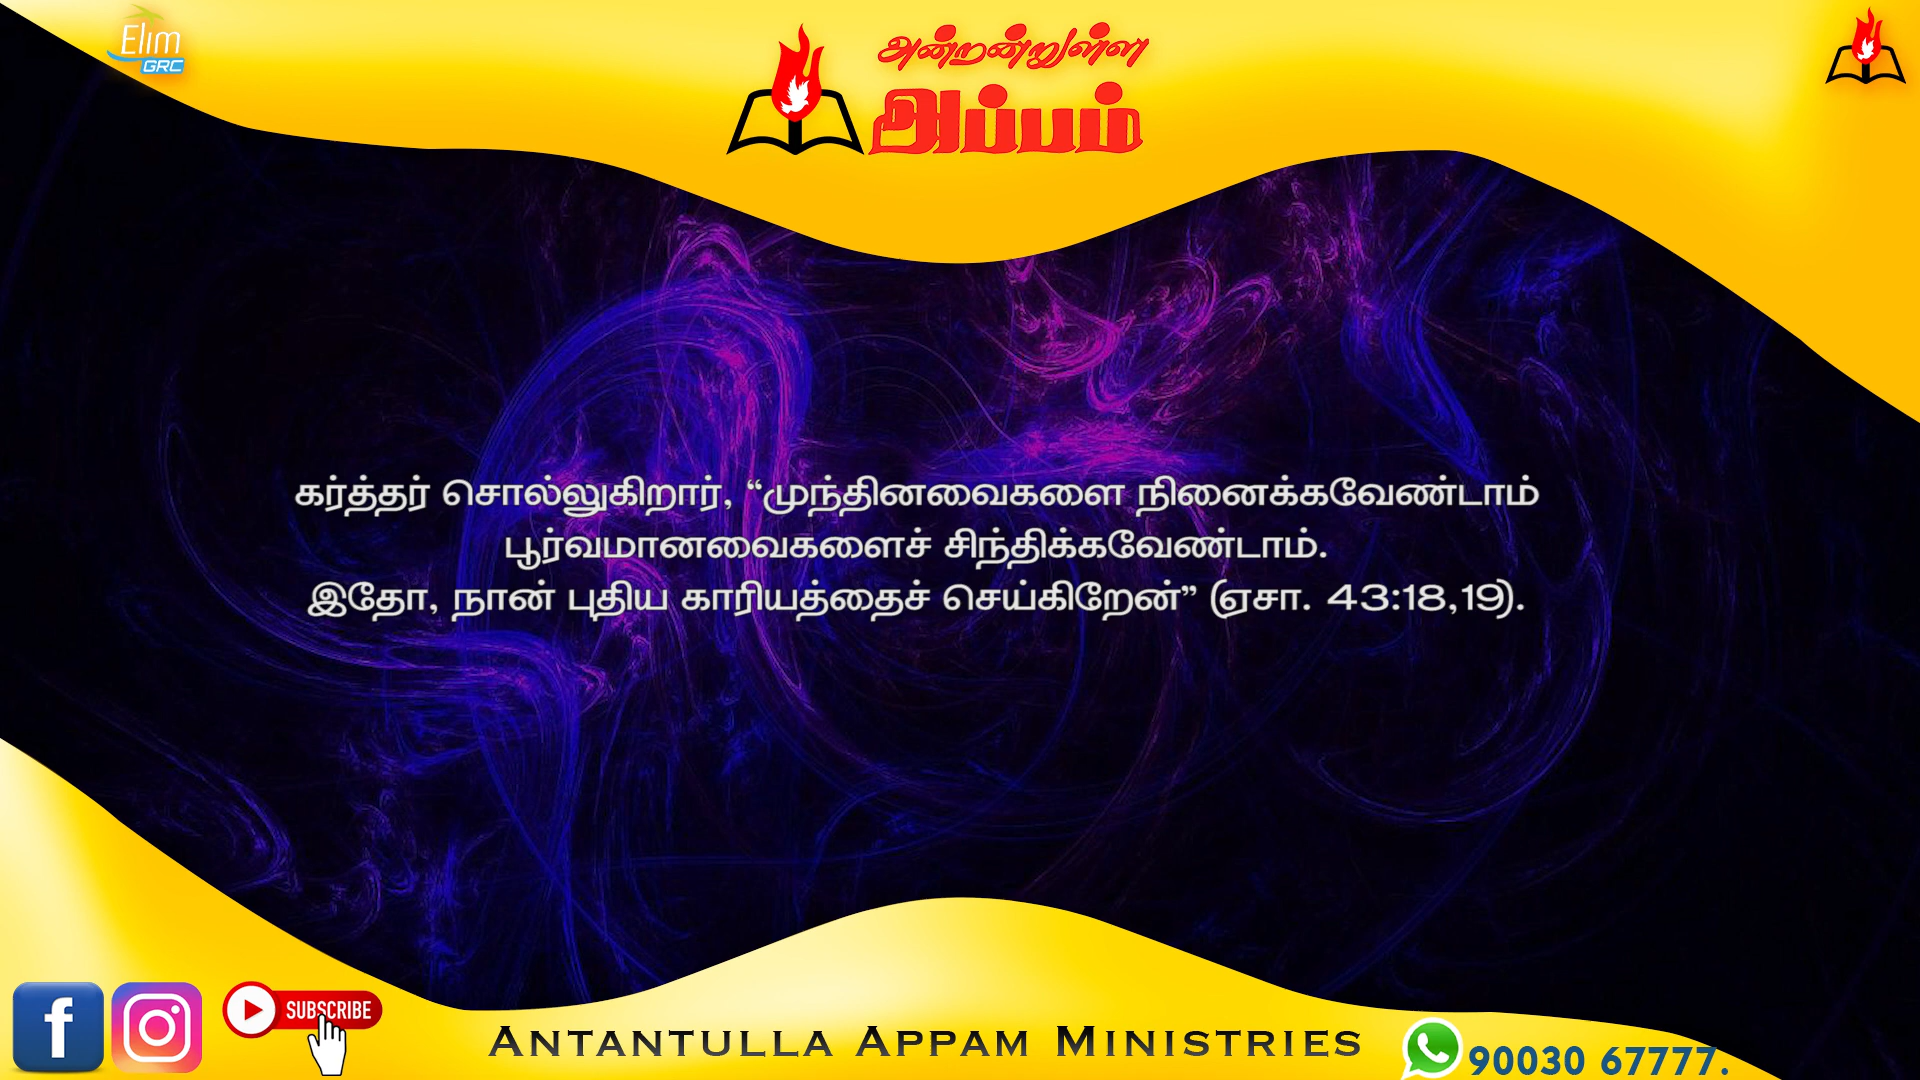 Elim
GRC
அன்றன்றுள்ள
அப்பம்
கர்த்தர் சொல்லுகிறார், “முந்தினவைகளை நினைக்கவேண்டாம்
பூர்வமானவைகளைச் சிந்திக்கவேண்டாம்.
இதோ, நான் புதிய காரியத்தைச் செய்கிறேன்” (ஏசா. 43:18,19).
SUBSCRIBE
ANTANTULLA APPAM MINISTRIES
90030 67777.